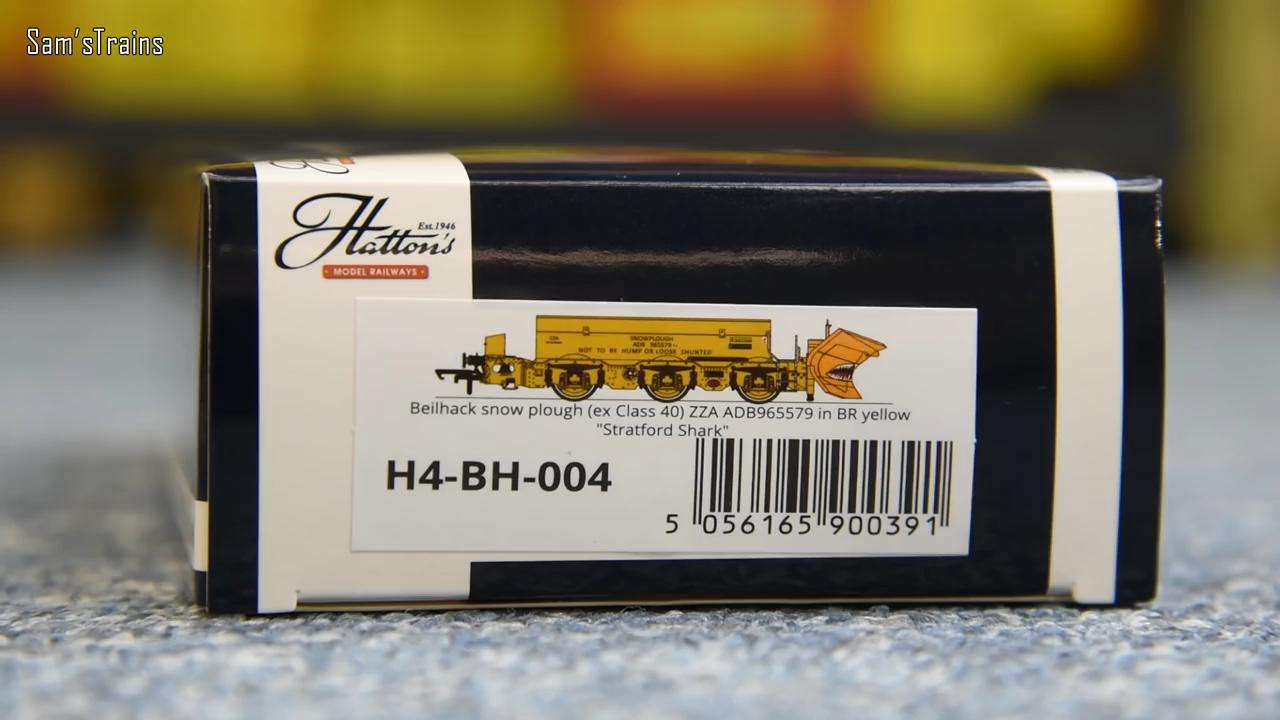 Sam'sTrains
Hatton's
Est.1946
MODEL RAILWAYS
SNOWPLOUGH
ADB 965579
NOT TO BE HUMP OR LOOSE SHUNTED
Beilhack snow plough (ex Class 40) ZZA ADB965579 in BR yellow
"Stratford Shark"
H4-BH-004
5 056165 900391